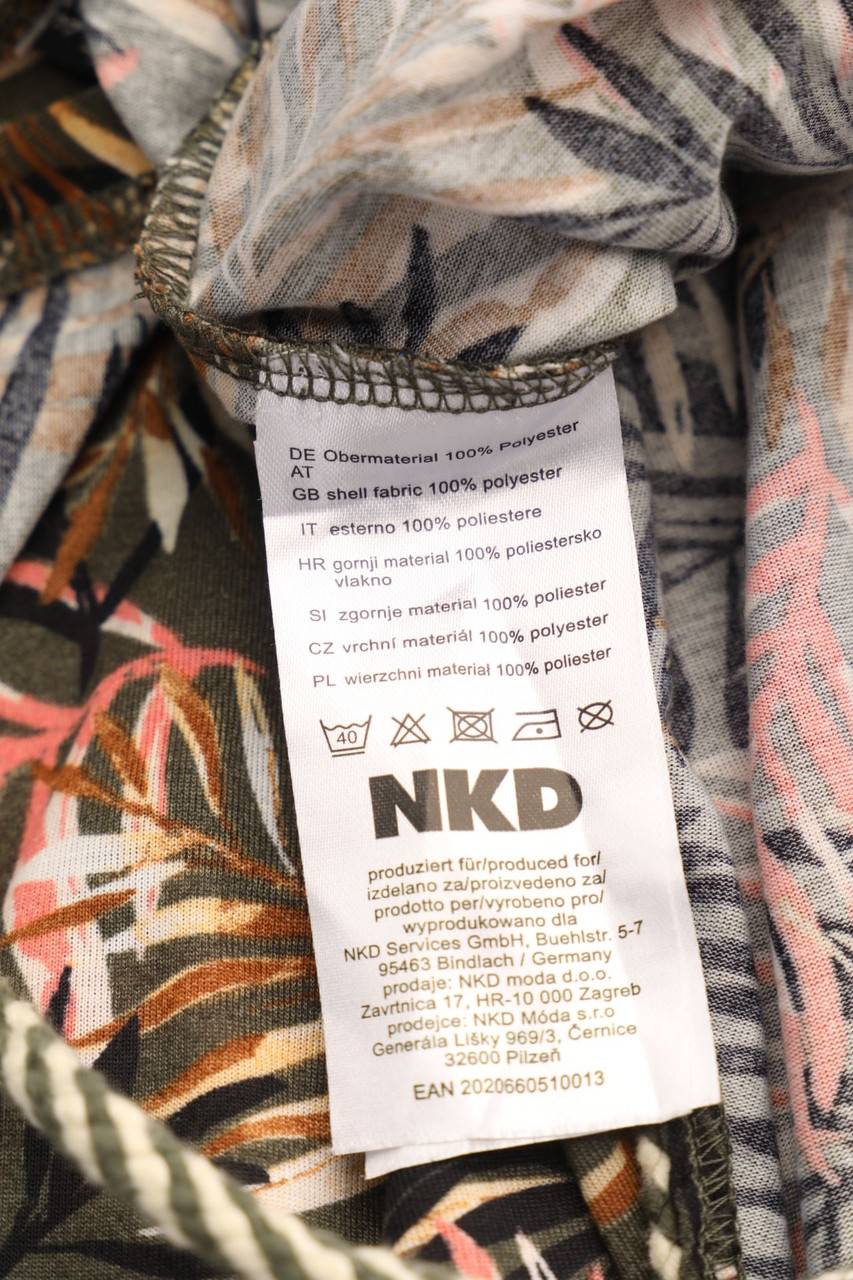 DE Obermaterial 100% Polyester
AT
GB shell fabric 100% polyester
IT esterno 100% poliestere
HR gornji material 100% poliestersko
vlakno
SI zgornje material 100% poliester
CZ vrchní materiál 100% polyester
PL wierzchni materiał 100% poliester
40
NKD
produziert für/produced for/
izdelano za/proizvedeno za/
prodotto per/vyrobeno pro/
wyprodukowano dla
NKD Services GmbH, Buehlstr. 5-7
95463 Bindlach / Germany
prodaje: NKD moda d.o.o.
Zavrtnica 17, HR-10 000 Zagreb
prodejce: NKD Móda s.r.o
Generála Lišky 969/3, Černice
32600 Pilzeň
EAN 2020660510013